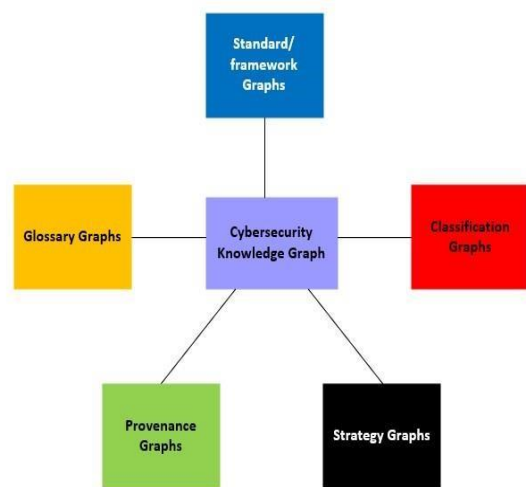 Standard/
framework
Graphs
Glossary Graphs
Cybersecurity
Knowledge Graph
Classification
Graphs
Provenance
Graphs
Strategy Graphs